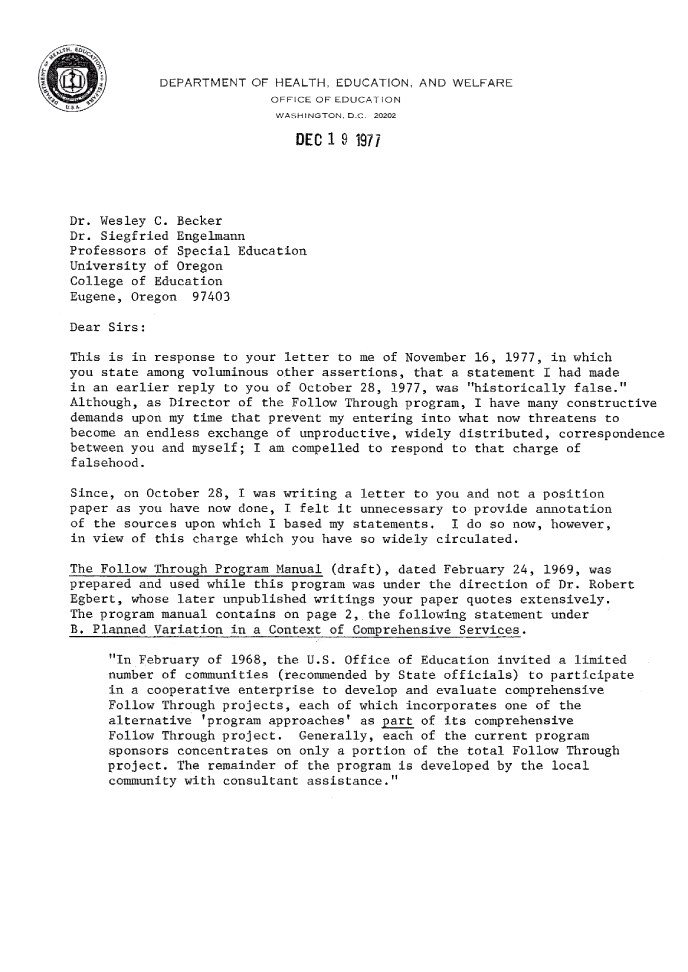 DEPARTMENT OF HEALTH, EDUCATION, AND WELFARE
U.S.A.
DEPARTMENT OF HEALTH, EDUCATION, AND WELFARE
OFFICE OF EDUCATION
WASHINGTON, D.C. 20202
DEC 19 1977
Dr. Wesley C. Becker
Dr. Siegfried Engelmann
Professors of Special Education
University of Oregon
College of Education
Eugene, Oregon 97403
Dear Sirs:
This is in response to your letter to me of November 16, 1977, in which
you state among voluminous other assertions, that a statement I had made
in an earlier reply to you of October 28, 1977, was "historically false."
Although, as Director of the Follow Through program, I have many constructive
demands upon my time that prevent my entering into what now threatens to
become an endless exchange of unproductive, widely distributed, correspondence
between you and myself; I am compelled to respond to that charge of
falsehood.
Since, on October 28, I was writing a letter to you and not a position
paper as you have now done, I felt it unnecessary to provide annotation
of the sources upon which I based my statements. I do so now, however,
in view of this charge which you have so widely circulated.
The Follow Through Program Manual (draft), dated February 24, 1969, was
prepared and used while this program was under the direction of Dr. Robert
Egbert, whose later unpublished writings your paper quotes extensively.
The program manual contains on page 2, the following statement under
B. Planned Variation in a Context of Comprehensive Services.
"In February of 1968, the U.S. Office of Education invited a limited
number of communities (recommended by State officials) to participate
in a cooperative enterprise to develop and evaluate comprehensive
Follow Through projects, each of which incorporates one of the
alternative 'program approaches' as part of its comprehensive
Follow Through project. Generally, each of the current program
sponsors concentrates on only a portion of the total Follow Through
project. The remainder of the program is developed by the local
community with consultant assistance."